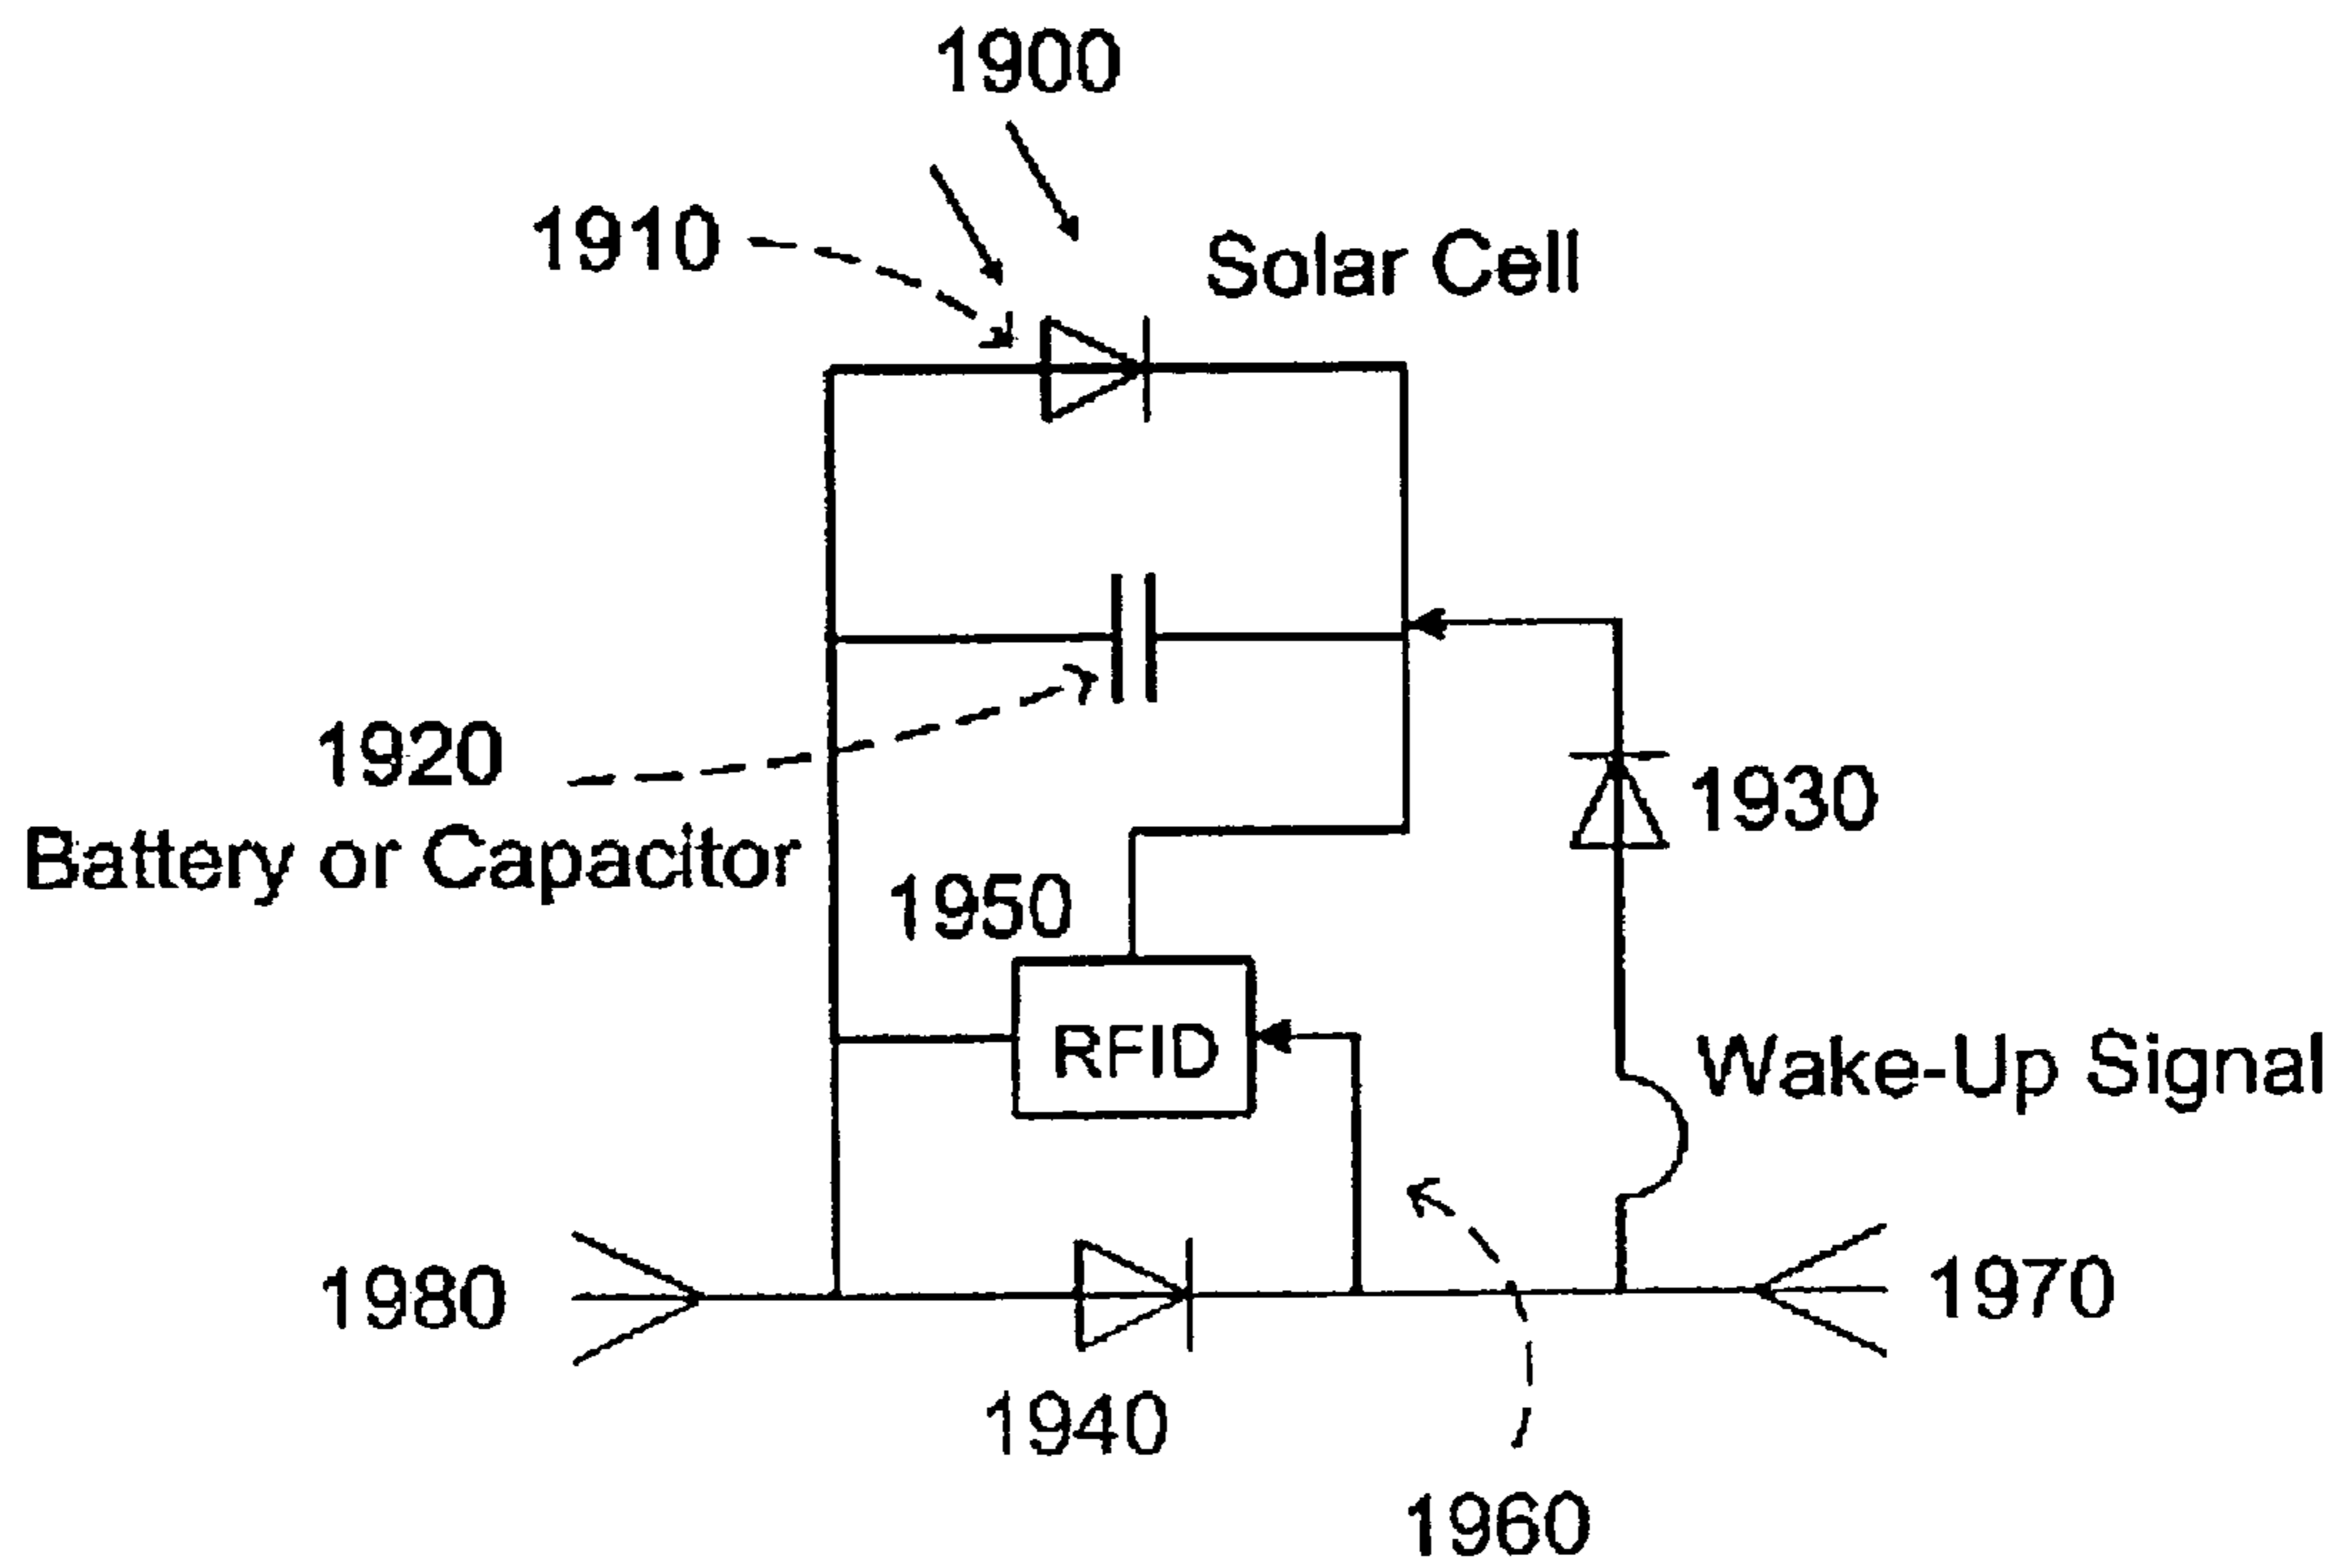 1900
1910
Solar Cell
1920
Battery or Capacitor
1930
1950
RFID
Wake-Up Signal
1980
1970
1940
1960